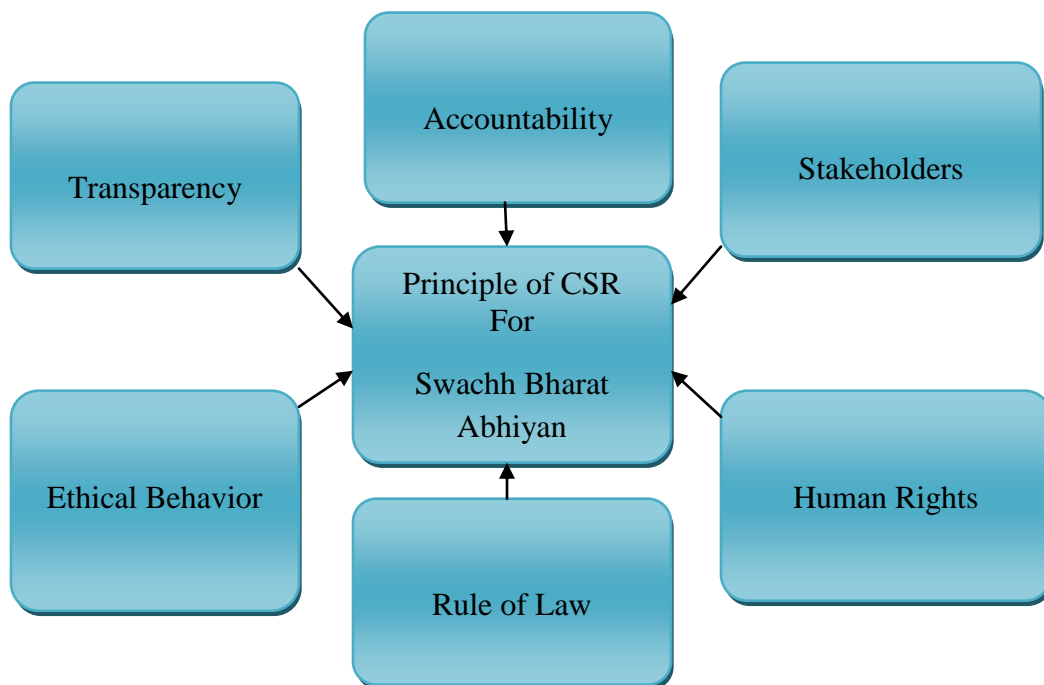 Accountability
Transparency
Stakeholders
Principle of CSR
For
Swachh Bharat
Abhiyan
Ethical Behavior
Human Rights
Rule of Law